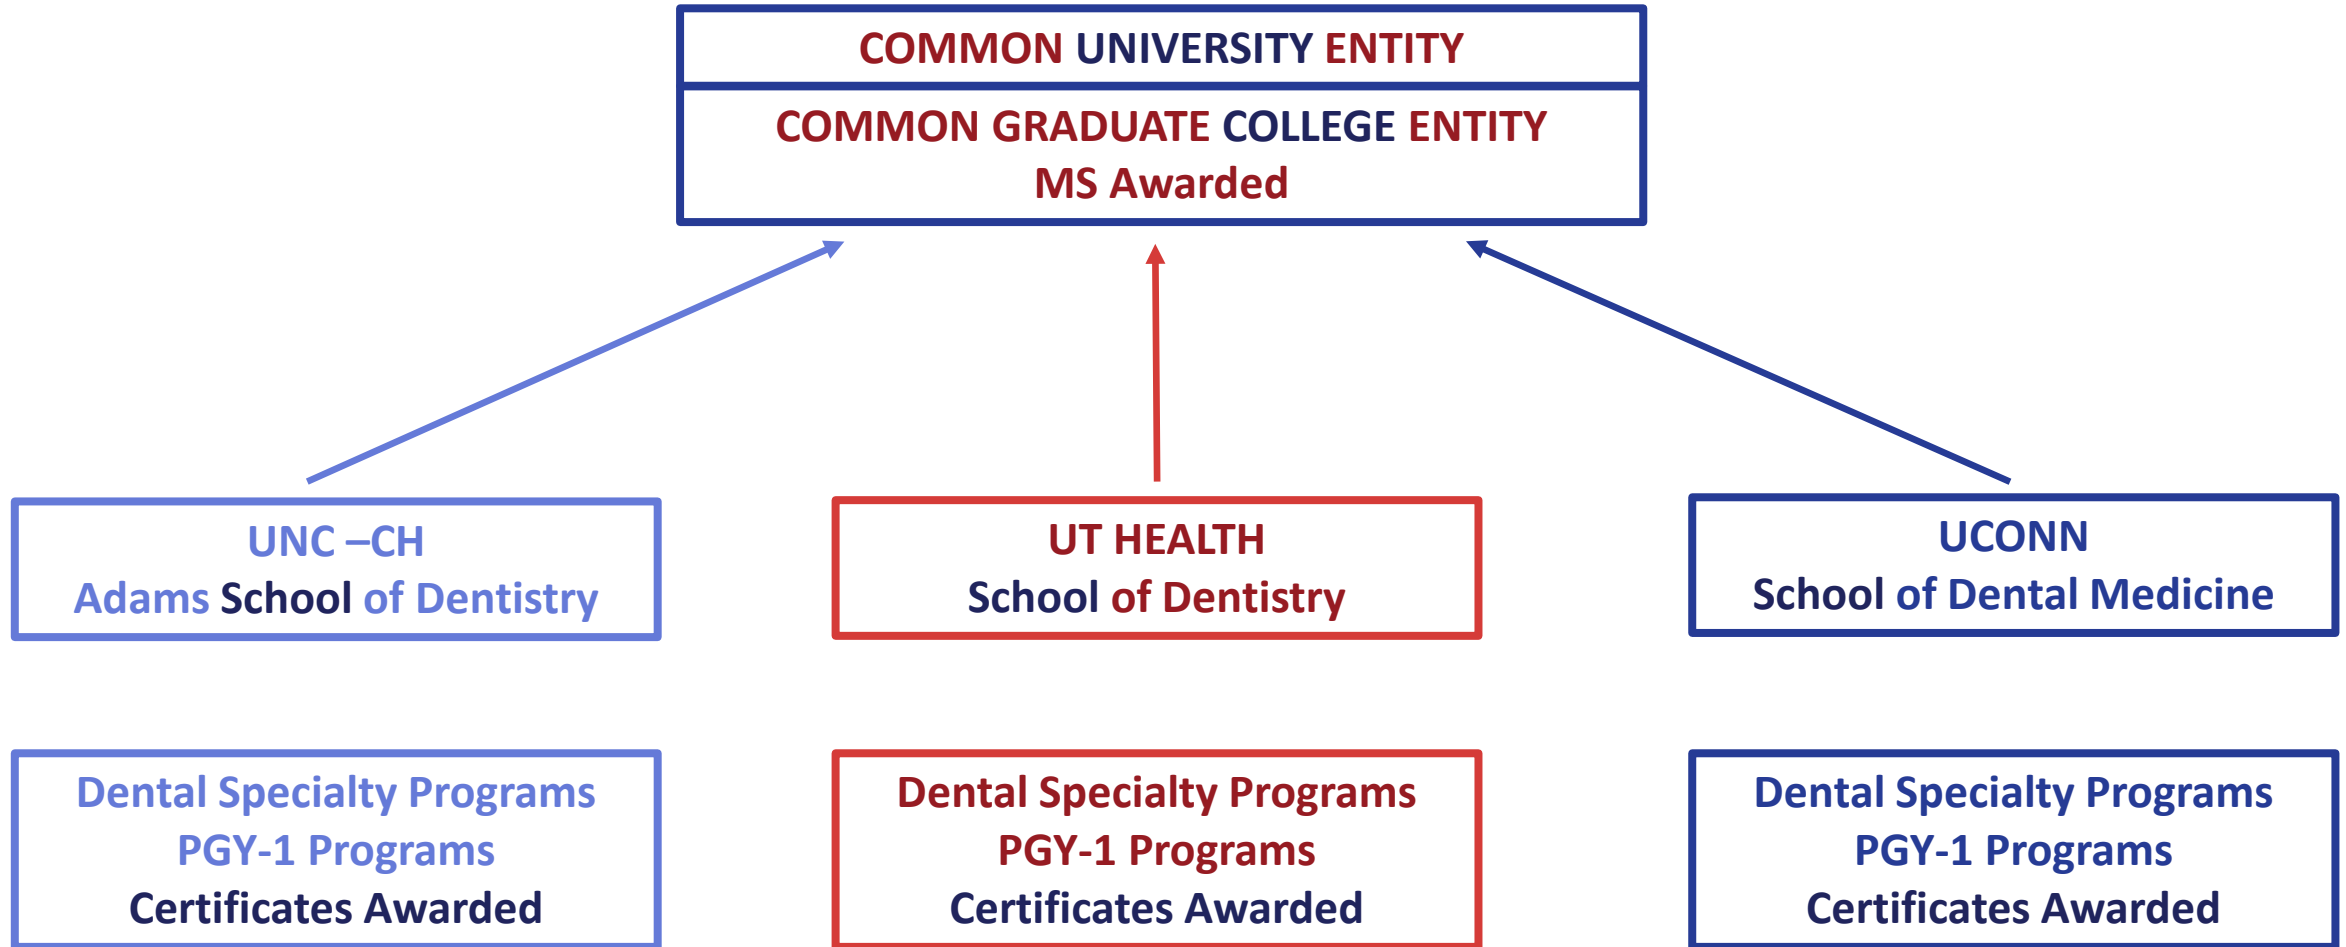 COMMON UNIVERSITY ENTITY
COMMON GRADUATE COLLEGE ENTITY
MS Awarded
UNC –CH
Adams School of Dentistry
UT HEALTH
School of Dentistry
UCONN
School of Dental Medicine
Dental Specialty Programs
PGY-1 Programs
Certificates Awarded
Dental Specialty Programs
PGY-1 Programs
Certificates Awarded
Dental Specialty Programs
PGY-1 Programs
Certificates Awarded